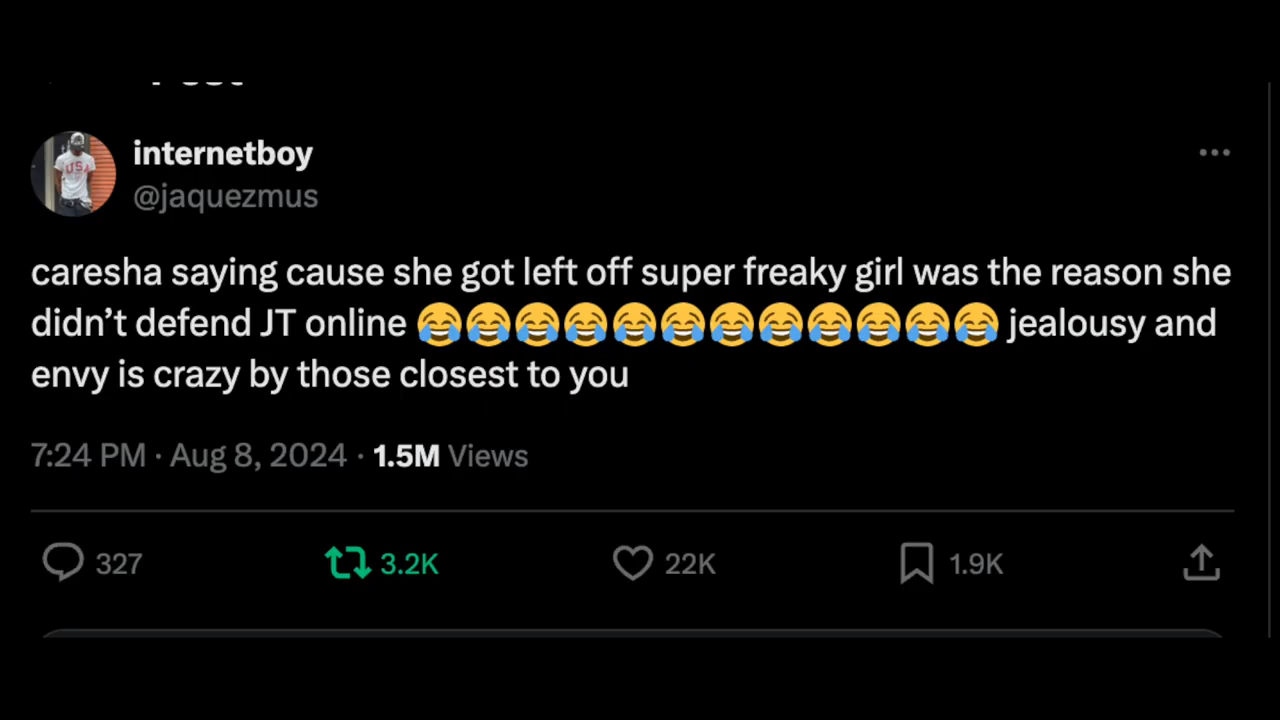 internetboy
@jaquezmus
caresha saying cause she got left off super freaky girl was the reason she
didn’t defend JT online 😂😂😂😂😂😂😂😂😂😂😂😂 jealousy and
envy is crazy by those closest to you
7:24 PM · Aug 8, 2024 · 1.5M Views
327 3.2K 22K 1.9K